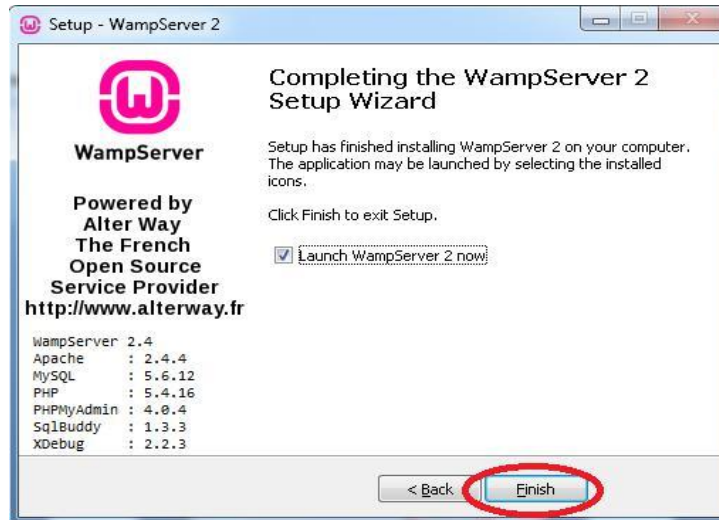 Setup - WampServer 2
WampServer
Powered by
Alter Way
The French
Open Source
Service Provider
http://www.alterway.fr
WampServer 2.4
Apache : 2.4.4
MySQL : 5.6.12
PHP : 5.4.16
PHPMyAdmin : 4.0.4
SqlBuddy : 1.3.3
XDebug : 2.2.3
Completing the WampServer 2
Setup Wizard
Setup has finished installing WampServer 2 on your computer.
The application may be launched by selecting the installed
icons.
Click Finish to exit Setup.
Launch WampServer 2 now
< Back
Finish